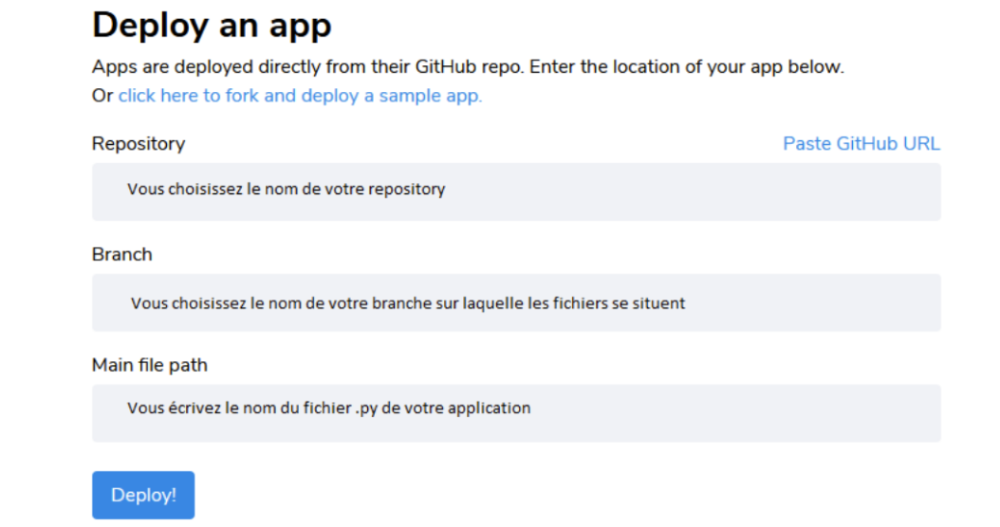 Deploy an app
Apps are deployed directly from their GitHub repo. Enter the location of your app below.
Or click here to fork and deploy a sample app.
Repository
Paste GitHub URL
Vous choisissez le nom de votre repository
Branch
Vous choisissez le nom de votre branche sur laquelle les fichiers se situent
Main file path
Vous écrivez le nom du fichier .py de votre application
Deploy!